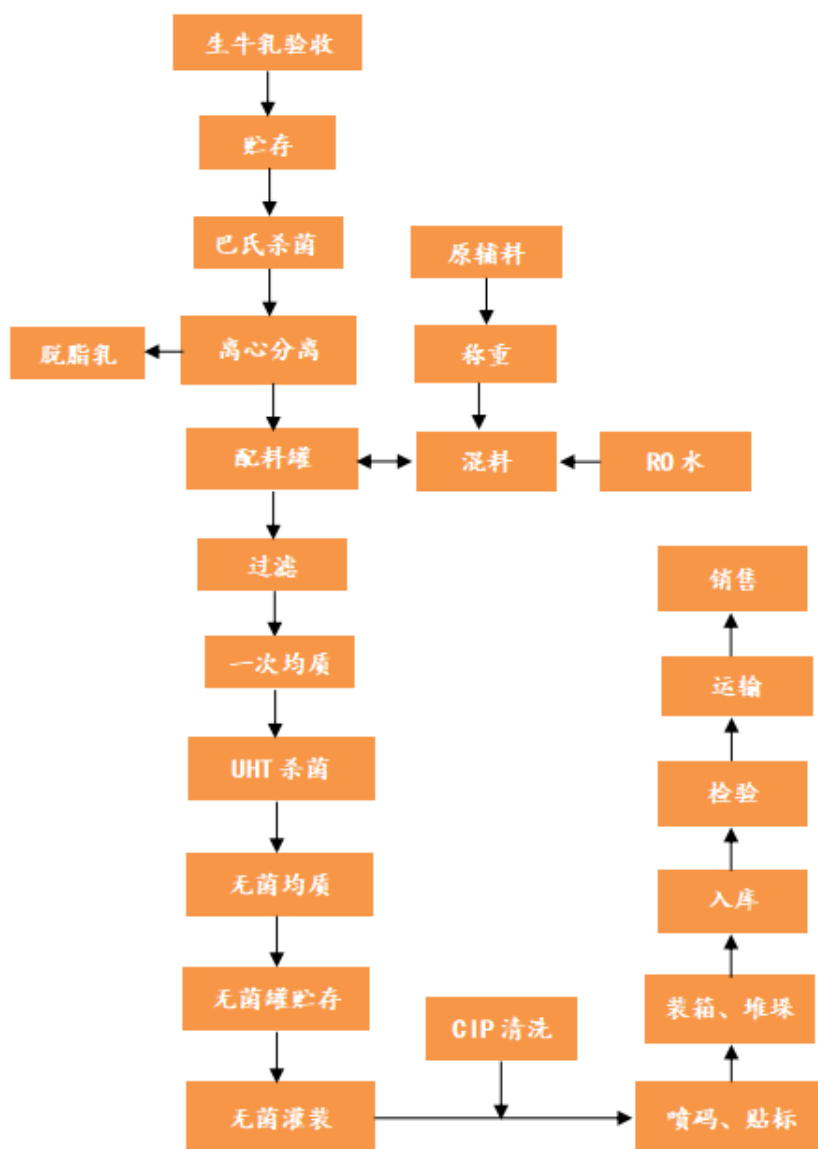 生牛乳验收
贮存
巴氏杀菌
原辅料
脱脂乳
离心分离
称重
配料罐
混料
RO 水
过滤
销售
一次均质
运输
UHT 杀菌
检验
无菌均质
入库
无菌罐贮存
CIP 清洗
装箱、堆垛
无菌灌装
喷码、贴标